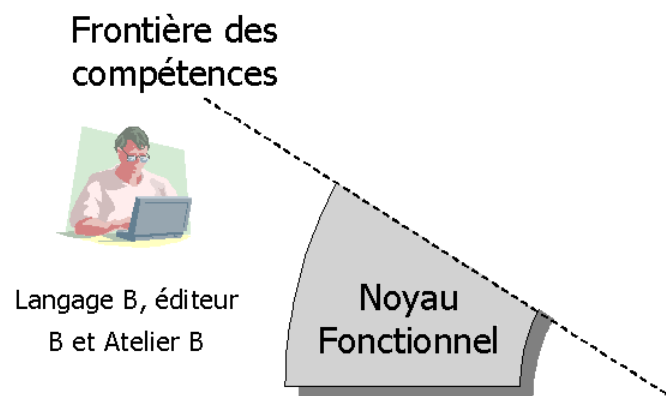 Frontière des
compétences
Langage B, éditeur
B et Atelier B
Noyau
Fonctionnel